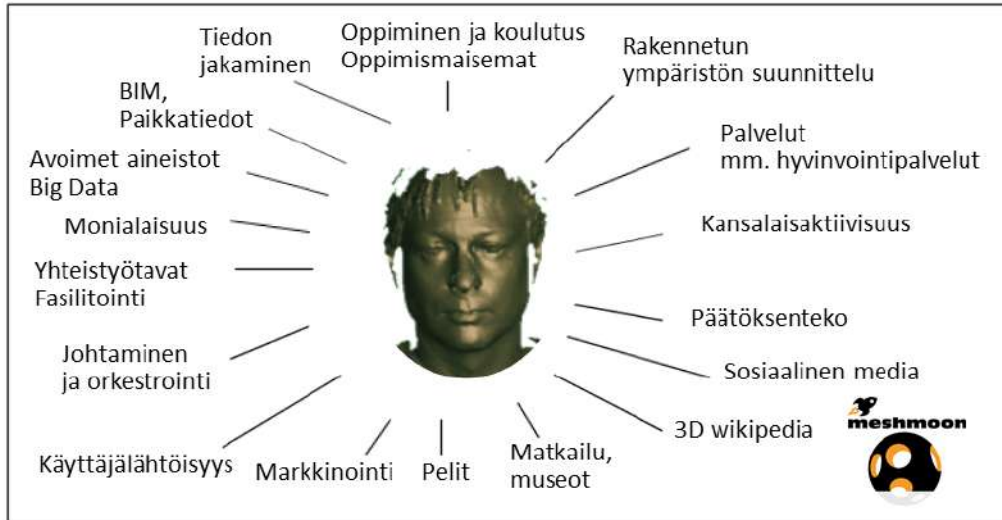 Tiedon
jakaminen
Oppiminen ja koulutus
Oppimismaisemat
Rakennetun
ympäristön suunnittelu
BIM,
Paikkatiedot
Palvelut
mm. hyvinvointipalvelut
Avoimet aineistot
Big Data
Monialaisuus
Kansalaisaktiivisuus
Yhteistyötavat
Fasilitointi
Päätöksenteko
Johtaminen
ja orkestrointi
Sosiaalinen media
3D wikipedia
meshmoon
Käyttäjälähtöisyys
Markkinointi
Pelit
Matkailu,
museot